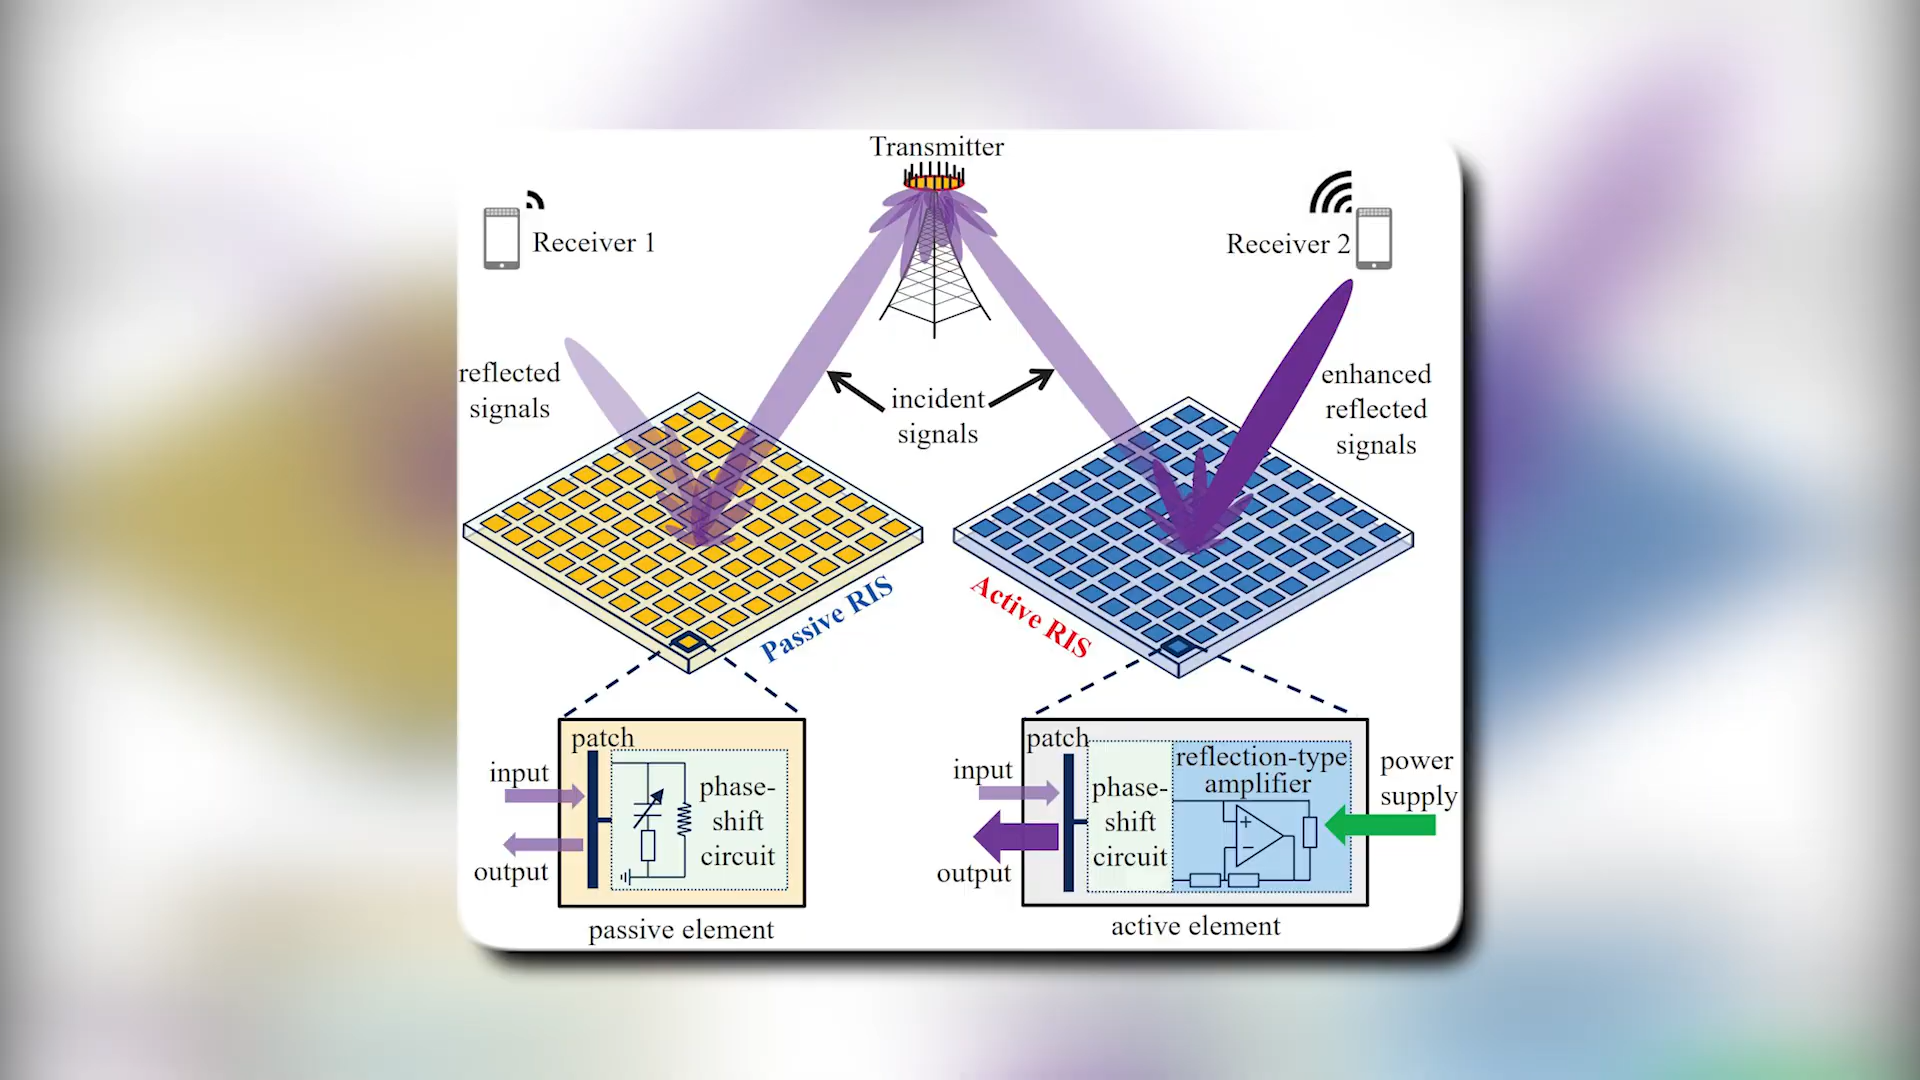 Transmitter
Receiver 1
Receiver 2
reflected
signals
incident
signals
enhanced
reflected
signals
Passive RIS
Active RIS
patch
input
output
phase-
shift
circuit
passive element
patch
input
output
phase-
shift
circuit
reflection-type
amplifier
power
supply
active element